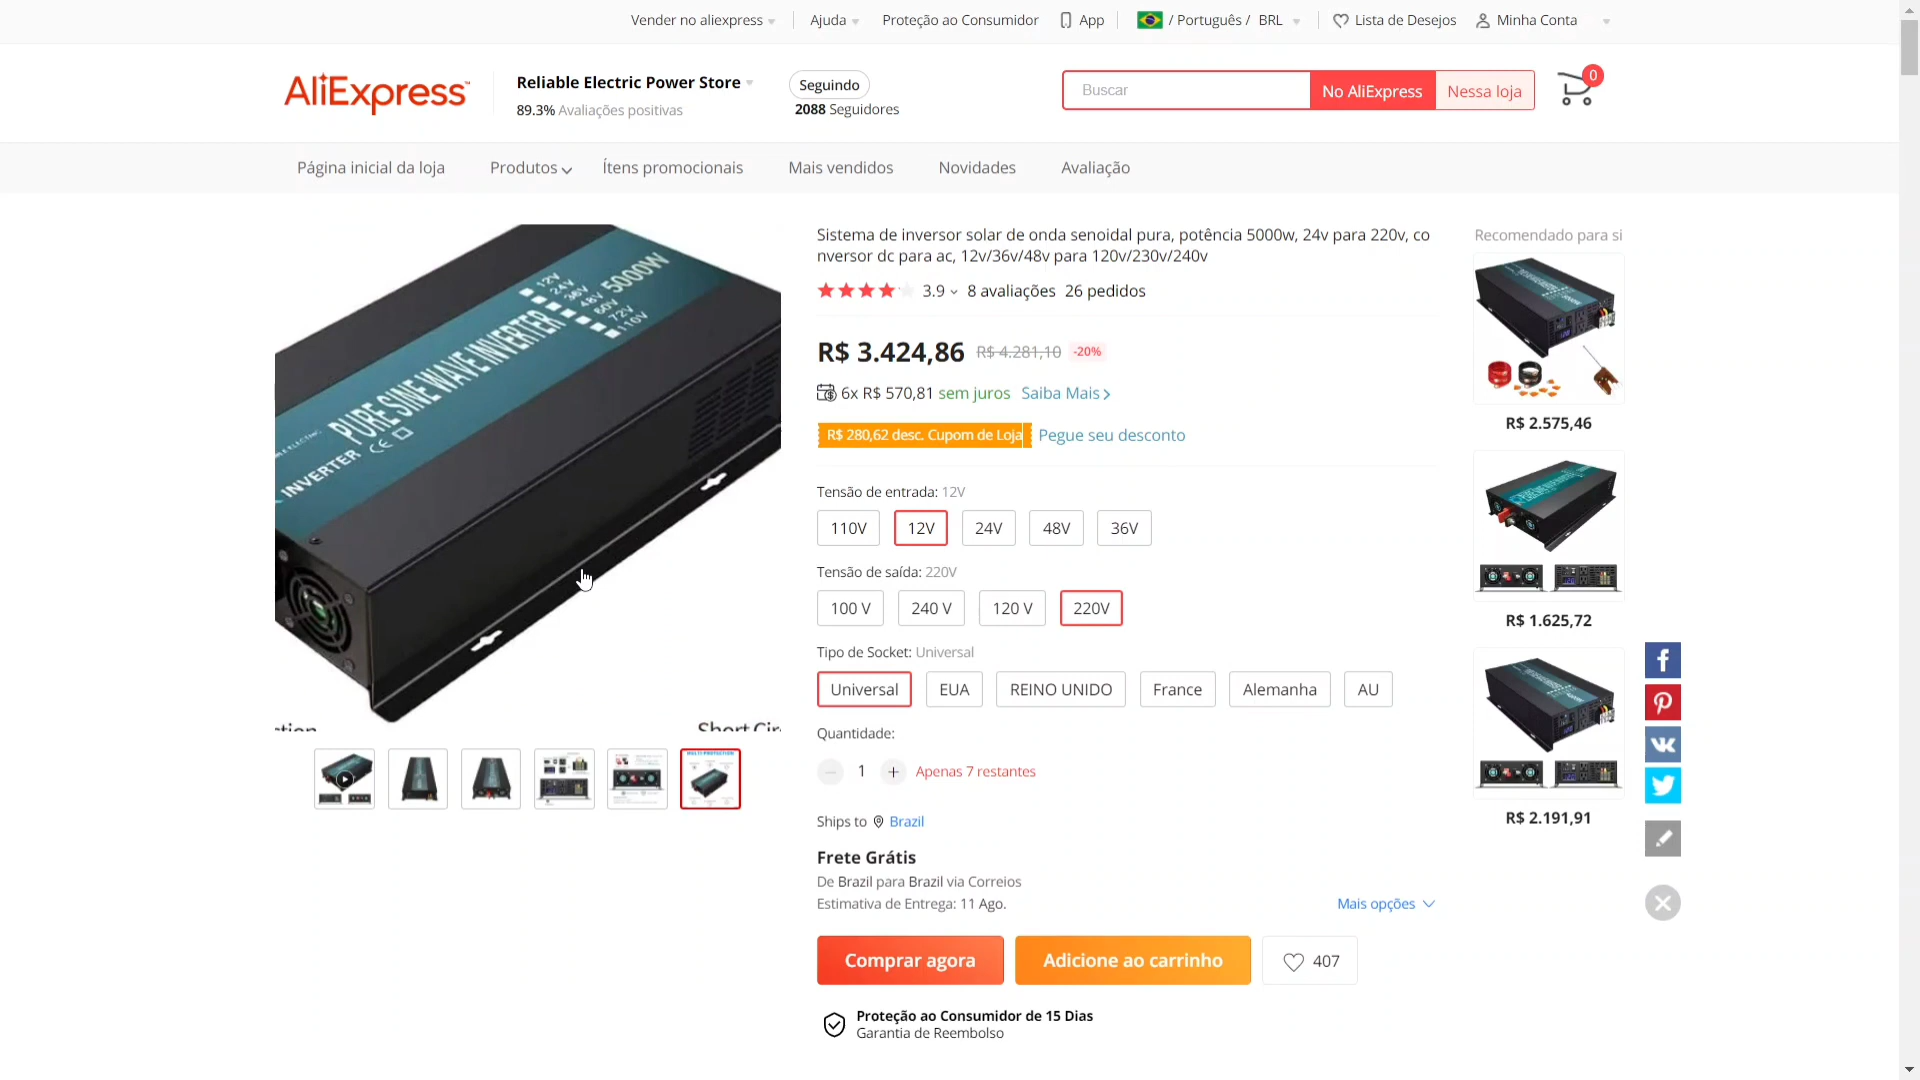 Vender no aliexpress
Ajuda
Proteção ao Consumidor
App
/ Português / BRL
Lista de Desejos
Minha Conta
AliExpress™
Reliable Electric Power Store
89.3% Avaliações positivas
Seguindo
2088 Seguidores
Buscar
No AliExpress
Nessa loja
0
Página inicial da loja
Produtos
Ítens promocionais
Mais vendidos
Novidades
Avaliação
12V
24V
36V
48V
60V
72V
110V
5000W
PURE SINE WAVE INVERTER
INVERTER CE
Short Cir
Sistema de inversor solar de onda senoidal pura, potência 5000w, 24v para 220v, co
nversor dc para ac, 12v/36v/48v para 120v/230v/240v
3.9 8 avaliações 26 pedidos
R$ 3.424,86 R$ 4.281,10 -20%
6x R$ 570,81 sem juros Saiba Mais
R$ 280,62 desc. Cupom de Loja Pegue seu desconto
Tensão de entrada: 12V
110V 12V 24V 48V 36V
Tensão de saída: 220V
100 V 240 V 120 V 220V
Tipo de Socket: Universal
Universal EUA REINO UNIDO France Alemanha AU
Quantidade:
1 + Apenas 7 restantes
Ships to Brazil
Frete Grátis
De Brazil para Brazil via Correios
Estimativa de Entrega: 11 Ago.
Mais opções
Comprar agora
Adicione ao carrinho
407
Proteção ao Consumidor de 15 Dias
Garantia de Reembolso
Recomendado para si
R$ 2.575,46
R$ 1.625,72
R$ 2.191,91